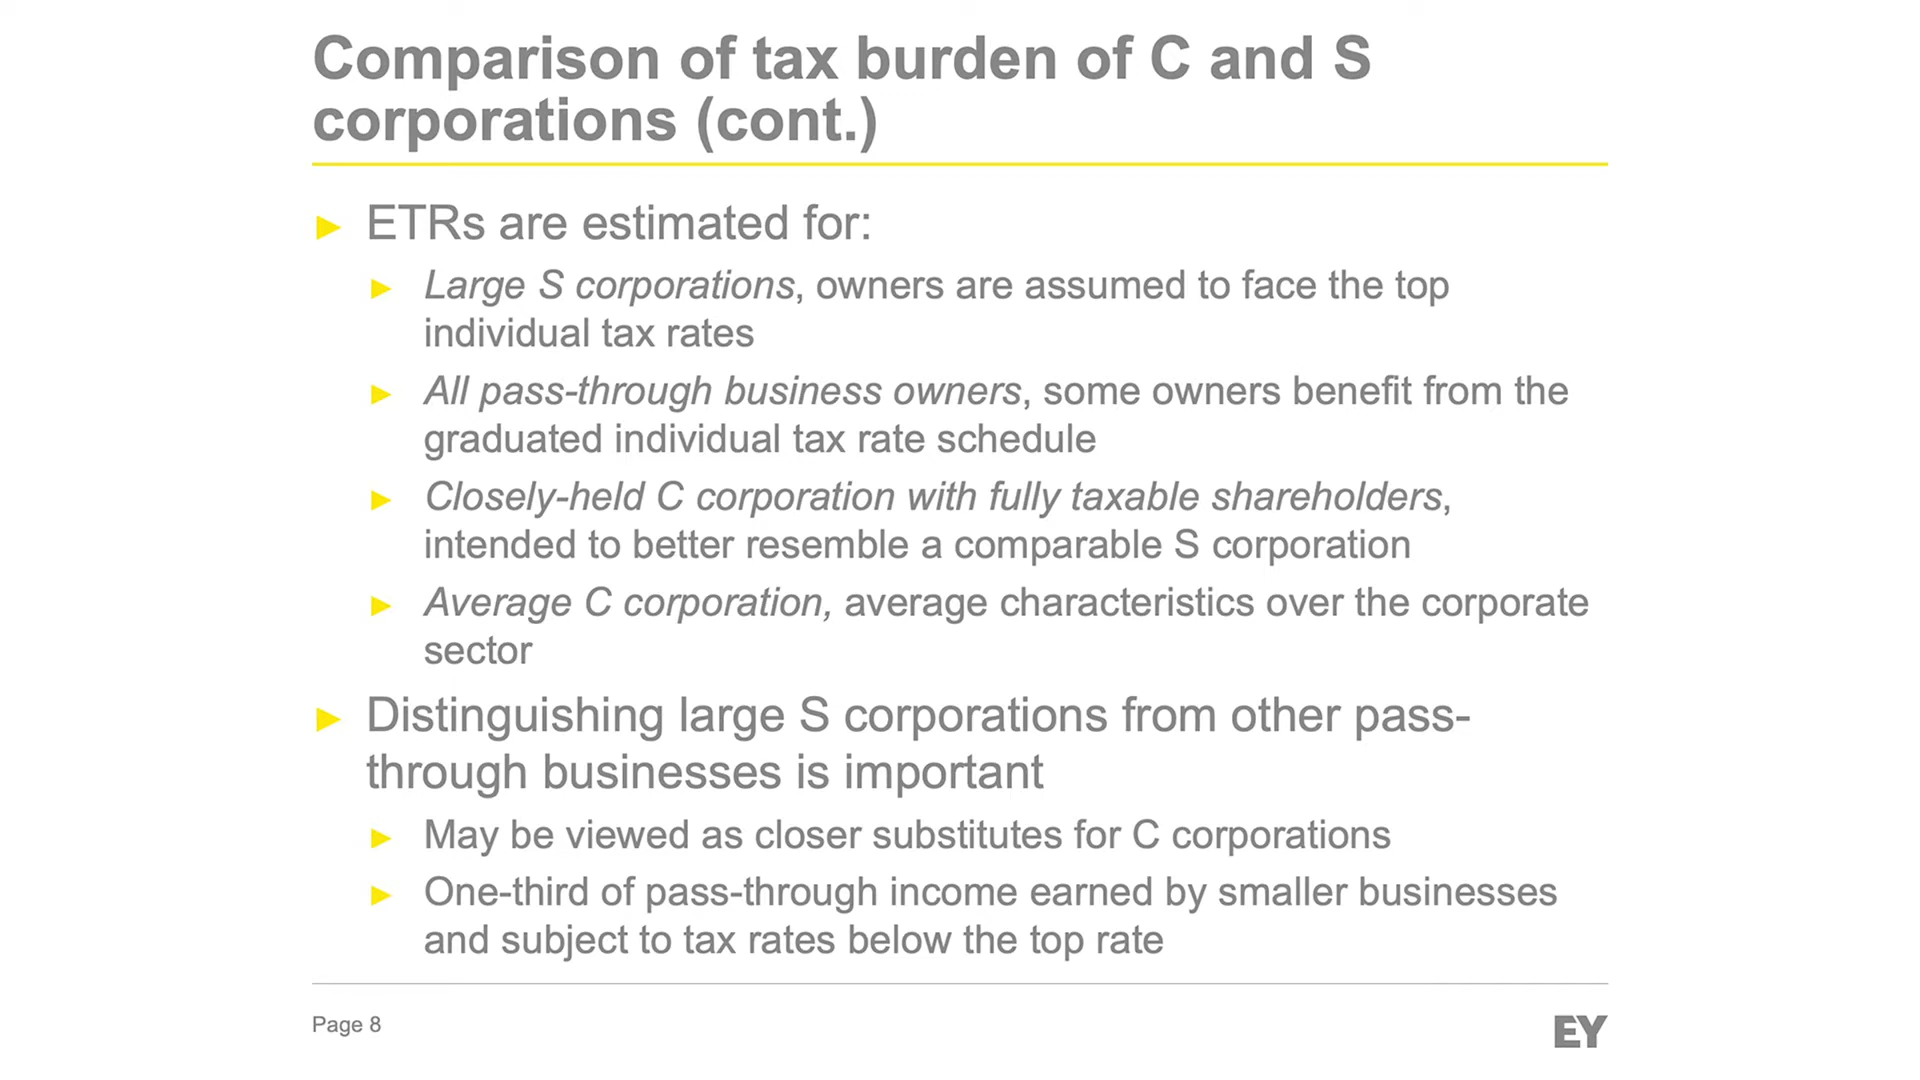 Comparison of tax burden of C and S
corporations (cont.)
► ETRs are estimated for:
► Large S corporations, owners are assumed to face the top
individual tax rates
► All pass-through business owners, some owners benefit from the
graduated individual tax rate schedule
► Closely-held C corporation with fully taxable shareholders,
intended to better resemble a comparable S corporation
► Average C corporation, average characteristics over the corporate
sector
► Distinguishing large S corporations from other pass-
through businesses is important
► May be viewed as closer substitutes for C corporations
► One-third of pass-through income earned by smaller businesses
and subject to tax rates below the top rate
Page 8
EY